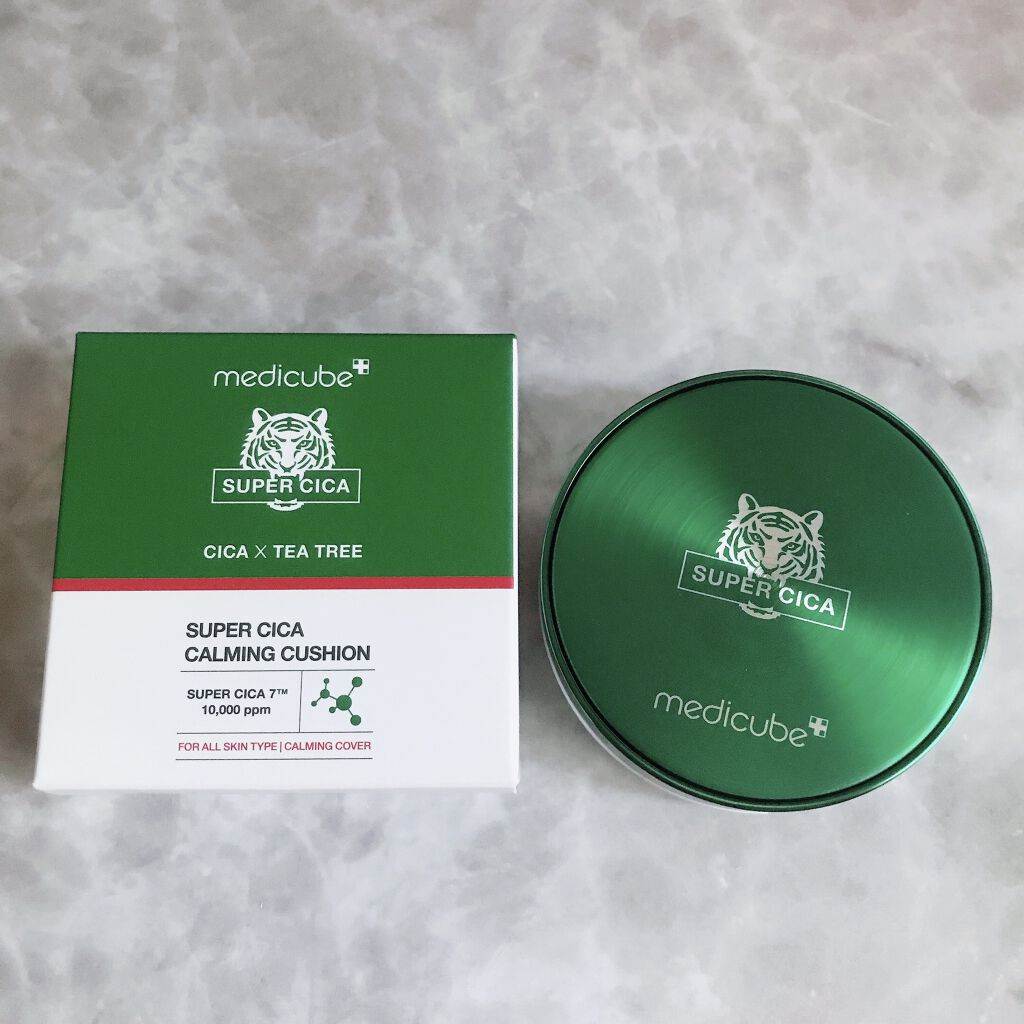 medicube
SUPER CICA
CICA X TEA TREE
SUPER CICA
CALMING CUSHION
SUPER CICA 7™
10,000 ppm
FOR ALL SKIN TYPE | CALMING COVER
SUPER CICA
medicube